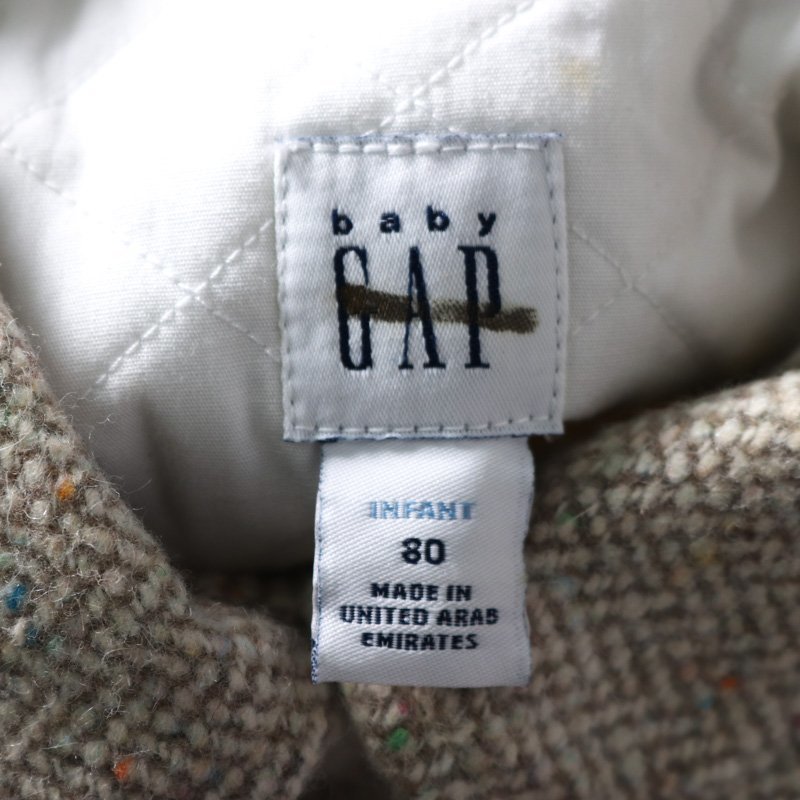 baby
GAP
INFANT
80
MADE IN
UNITED ARAB
EMIRATES